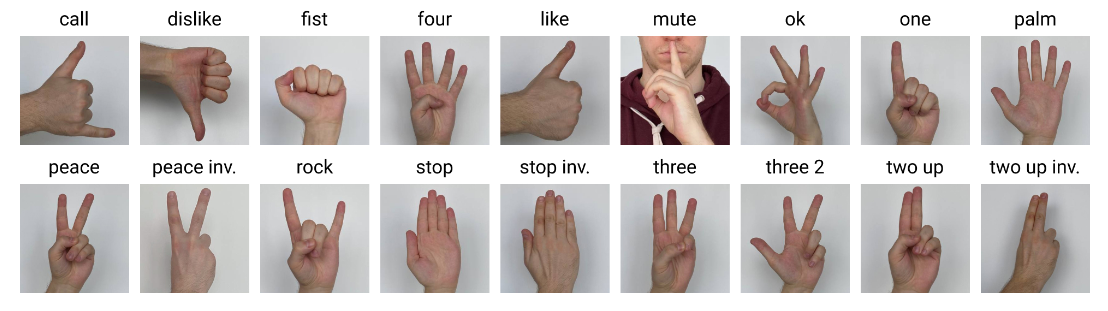 call dislike fist four like mute ok one palm
peace peace inv. rock stop stop inv. three three 2 two up two up inv.